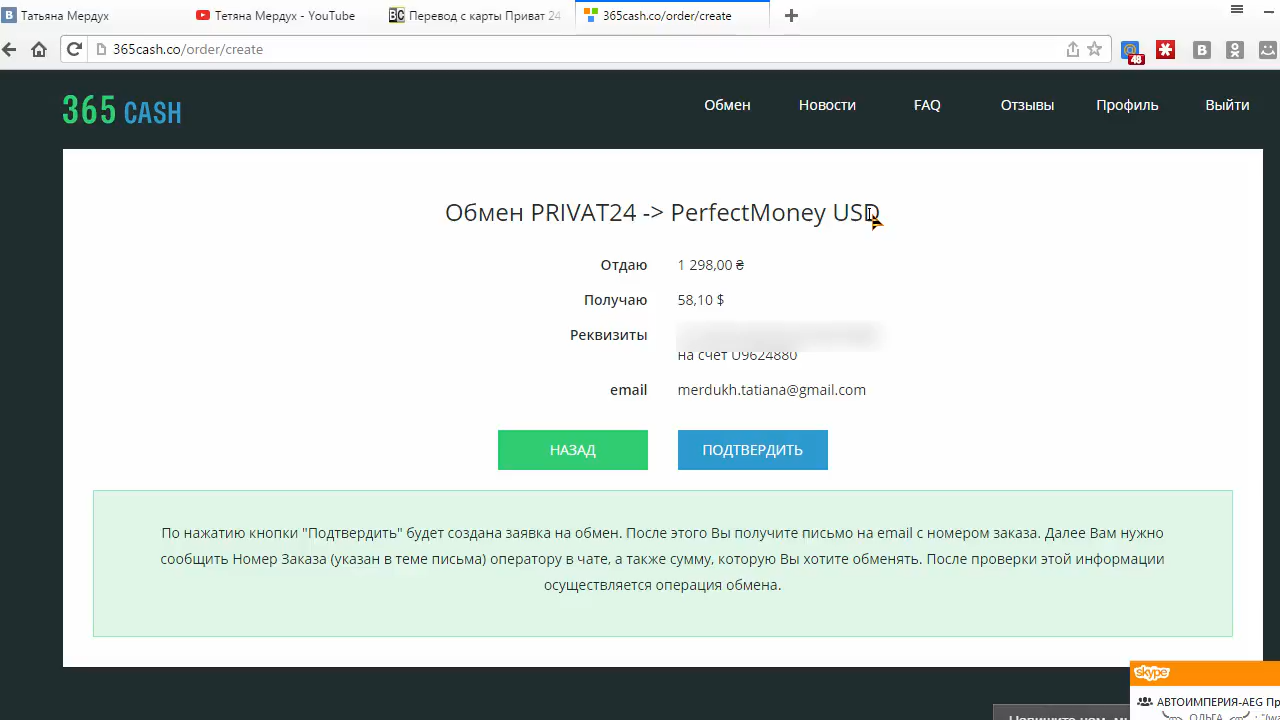 Татьяна Мердух
Тетяна Мердух - YouTube
Перевод с карты Приват 24
365cash.co/order/create
365cash.co/order/create
48
365 CASH
Обмен
Новости
FAQ
Отзывы
Профиль
Выйти
Обмен PRIVAT24 -> PerfectMoney USD
Отдаю 1 298,00 ₴
Получаю 58,10 $
Реквизиты
на счет U9624880
email merdukh.tatiana@gmail.com
НАЗАД
ПОДТВЕРДИТЬ
По нажатию кнопки "Подтвердить" будет создана заявка на обмен. После этого Вы получите письмо на email с номером заказа. Далее Вам нужно
сообщить Номер Заказа (указан в теме письма) оператору в чате, а также сумму, которую Вы хотите обменять. После проверки этой информации
осуществляется операция обмена.
skype
АВТОИМПЕРИЯ-AEG Пр
ОЛЬГА